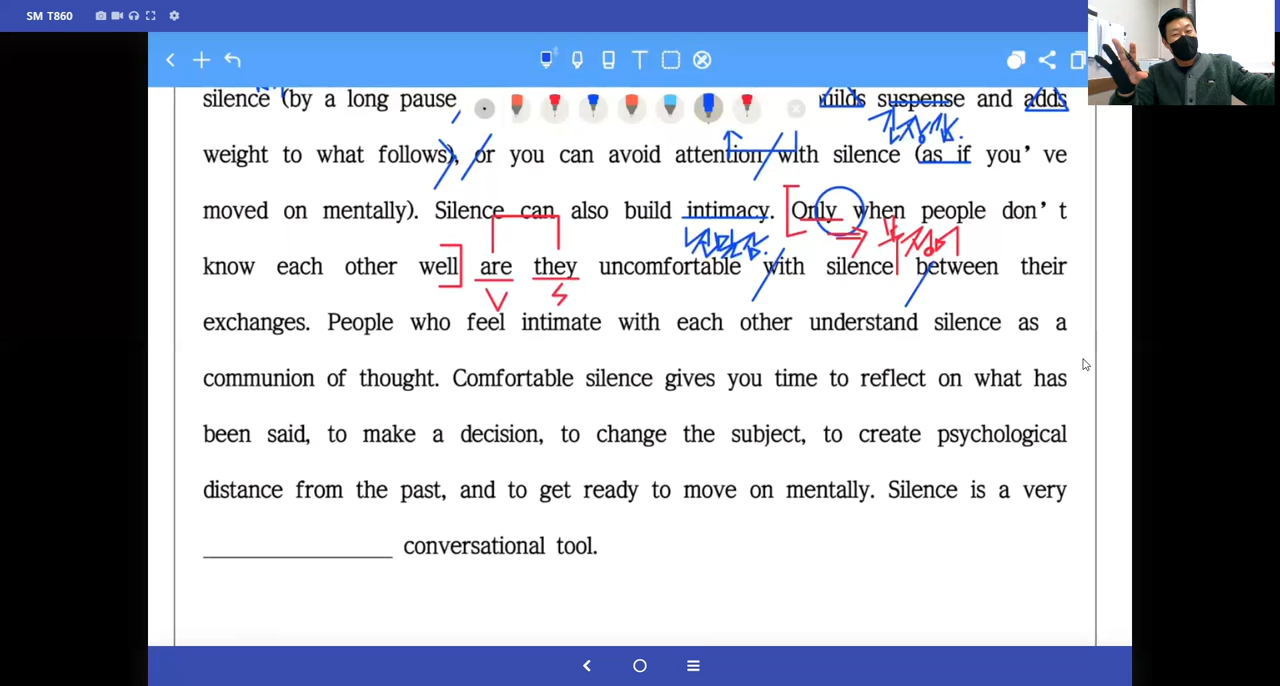 SM T860
silence (by a long pause, builds suspense and adds
긴장감.
weight to what follows), or you can avoid attention with silence (as if you've
moved on mentally). Silence can also build intimacy. Only when people don't
친밀감. 부정어
know each other well are they uncomfortable with silence between their
V S
exchanges. People who feel intimate with each other understand silence as a
communion of thought. Comfortable silence gives you time to reflect on what has
been said, to make a decision, to change the subject, to create psychological
distance from the past, and to get ready to move on mentally. Silence is a very
conversational tool.